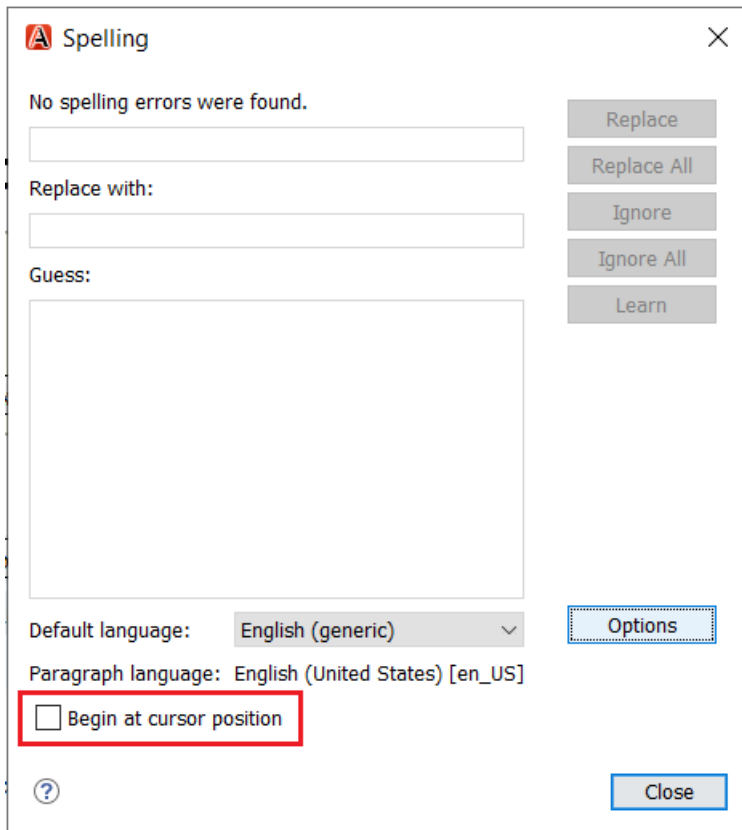 Spelling
No spelling errors were found.
Replace
Replace All
Replace with:
Ignore
Ignore All
Guess:
Learn
Default language: English (generic)
Options
Paragraph language: English (United States) [en_US]
Begin at cursor position
?
Close